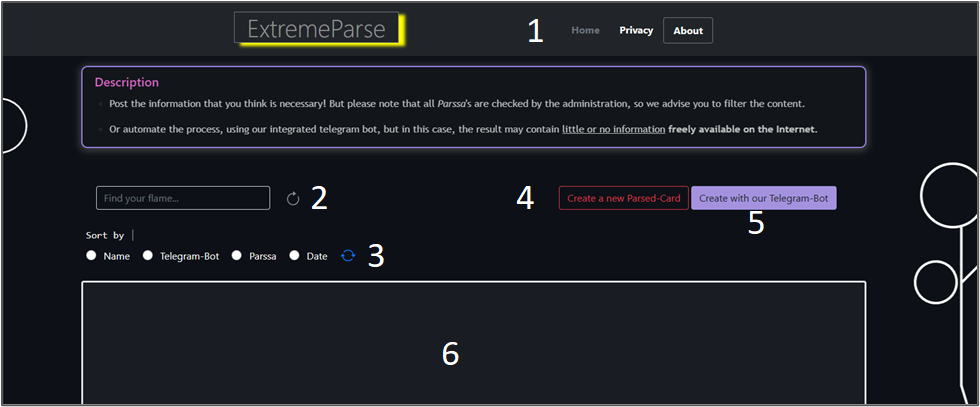 ExtremeParse
1 Home Privacy About
Description
Post the information that you think is necessary! But please note that all Parssa's are checked by the administration, so we advise you to filter the content.
Or automate the process, using our integrated telegram bot, but in this case, the result may contain little or no information freely available on the Internet.
Find your flame... 2 4 Create a new Parsed-Card Create with our Telegram-Bot
5
Sort by |
Name Telegram-Bot Parssa Date 3
6